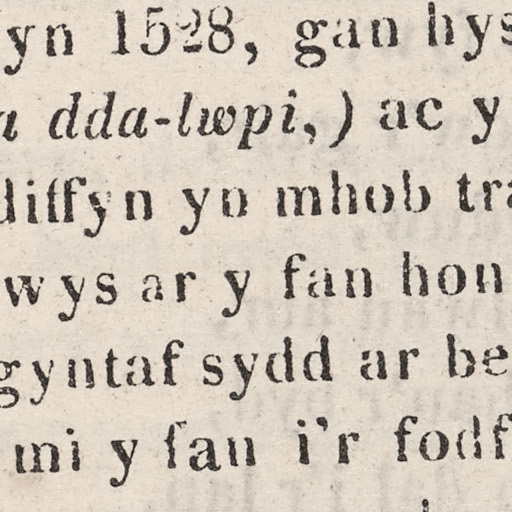 yn 1528, gan hys
a dda-lwpi,) ac y
diffyn yn mhob tra
wys ar y fan hon
gyntaf sydd ar be
mi y fan i'r fodf